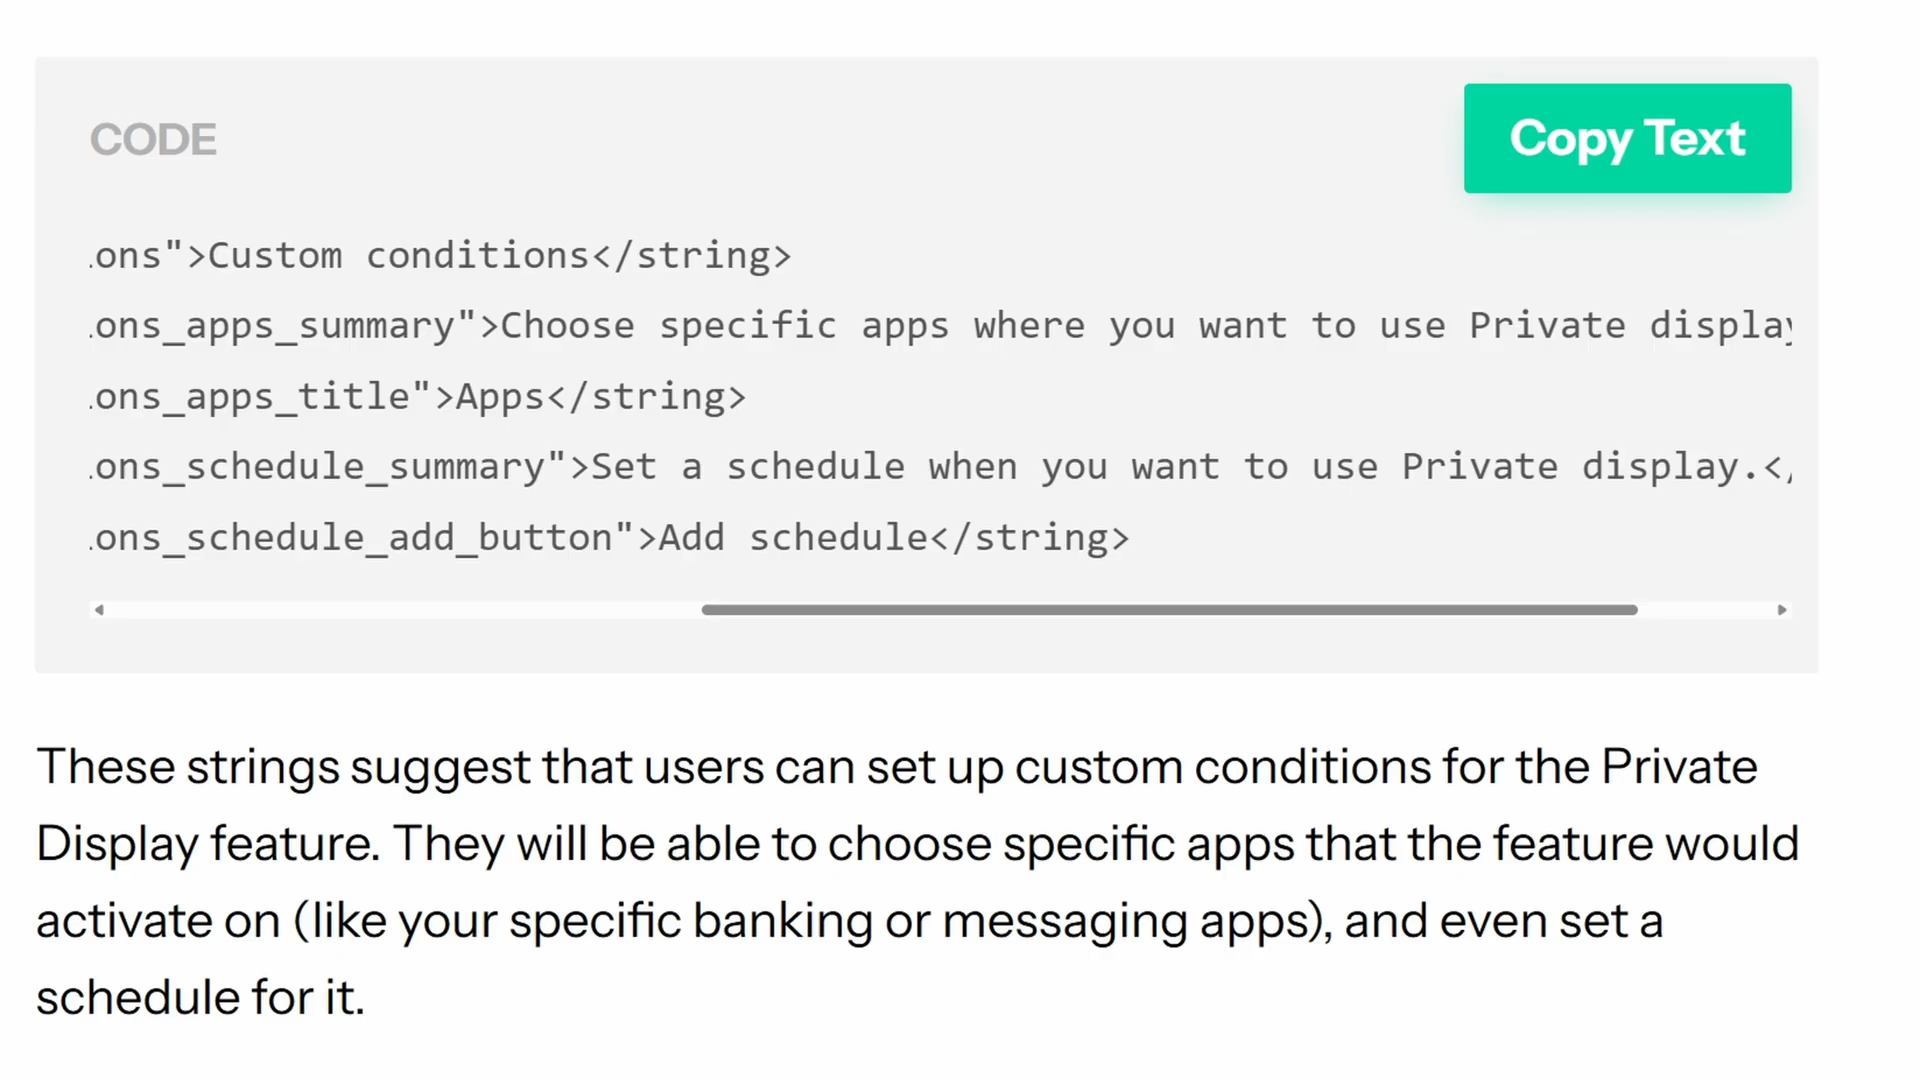 CODE
Copy Text
.ons">Custom conditions</string>
.ons_apps_summary">Choose specific apps where you want to use Private display
.ons_apps_title">Apps</string>
.ons_schedule_summary">Set a schedule when you want to use Private display.</
.ons_schedule_add_button">Add schedule</string>
These strings suggest that users can set up custom conditions for the Private
Display feature. They will be able to choose specific apps that the feature would
activate on (like your specific banking or messaging apps), and even set a
schedule for it.